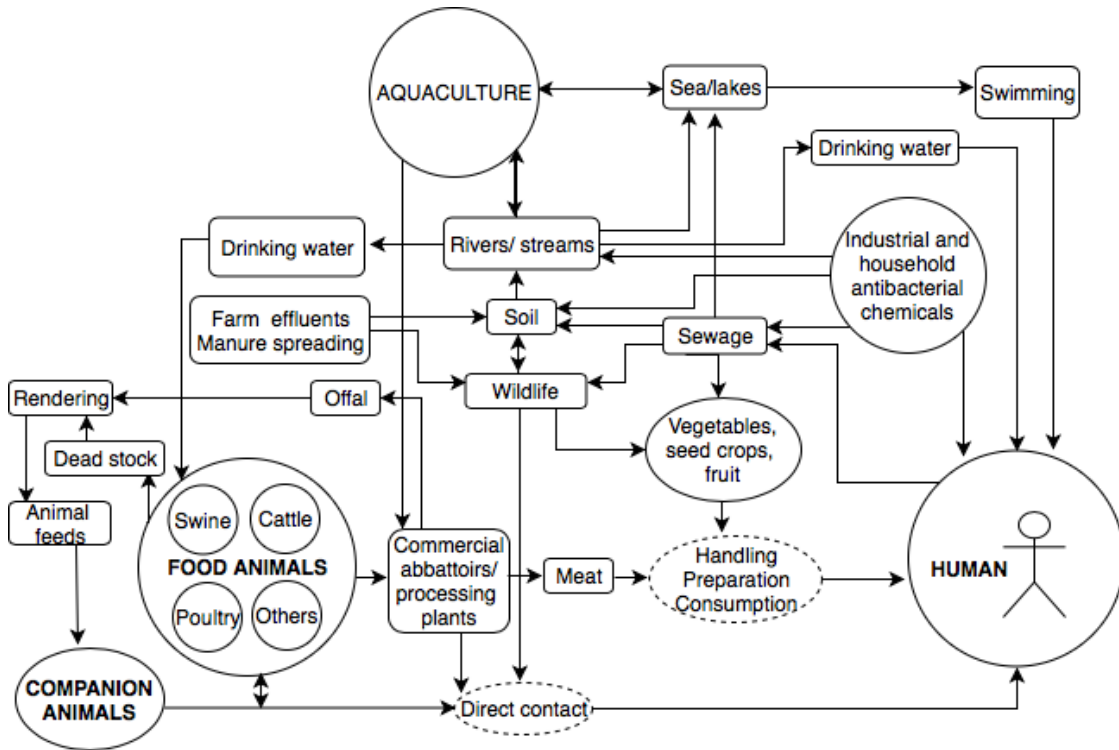 AQUACULTURE
Sea/lakes
Swimming
Drinking water
Drinking water
Rivers/ streams
Industrial and
household
antibacterial
chemicals
Farm effluents
Manure spreading
Soil
Sewage
Rendering
Offal
Wildlife
Vegetables,
seed crops,
fruit
Dead stock
Animal
feeds
Swine
Cattle
FOOD ANIMALS
Poultry
Others
Commercial
abbattoirs/
processing
plants
Meat
Handling
Preparation
Consumption
HUMAN
COMPANION
ANIMALS
Direct contact